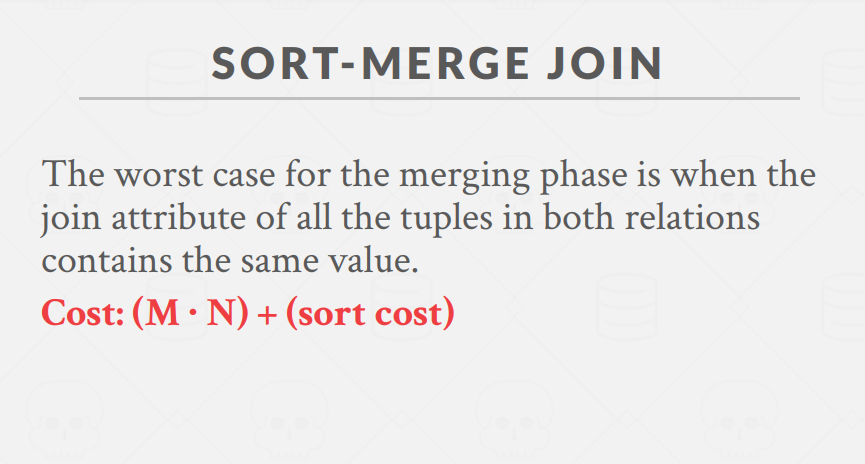 SORT-MERGE JOIN
The worst case for the merging phase is when the
join attribute of all the tuples in both relations
contains the same value.
Cost: (M · N) + (sort cost)